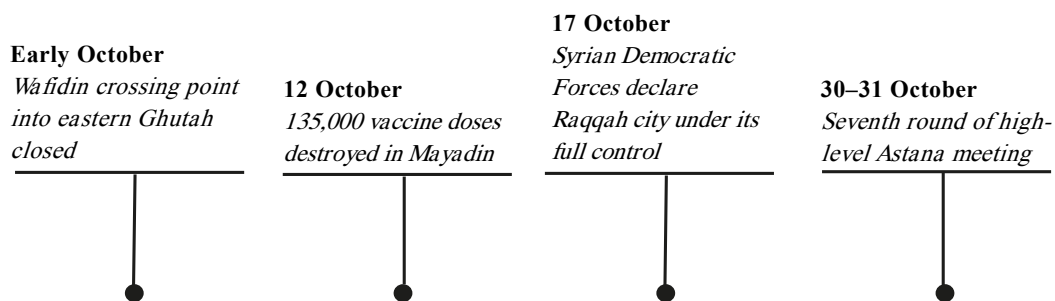 Early October
Wafidin crossing point
into eastern Ghutah
closed
12 October
135,000 vaccine doses
destroyed in Mayadin
17 October
Syrian Democratic
Forces declare
Raqqah city under its
full control
30–31 October
Seventh round of high-
level Astana meeting